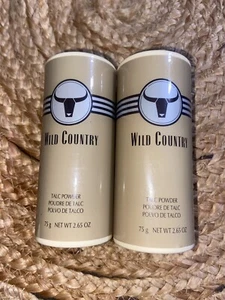 WILD COUNTRY
TALC POWDER
POUDRE DE TALC
POLVO DE TALCO
75 g NET WT 2.65 OZ
WILD COUNTRY
TALC POWDER
POUDRE DE TALC
POLVO DE TALCO
75 g NET WT 2.65 OZ